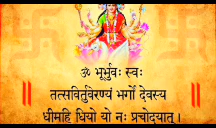 ॐ भूर्भुवः स्वः
तत्सवितुर्वरेण्यं भर्गो देवस्य
धीमहि धियो यो नः प्रचोदयात्।